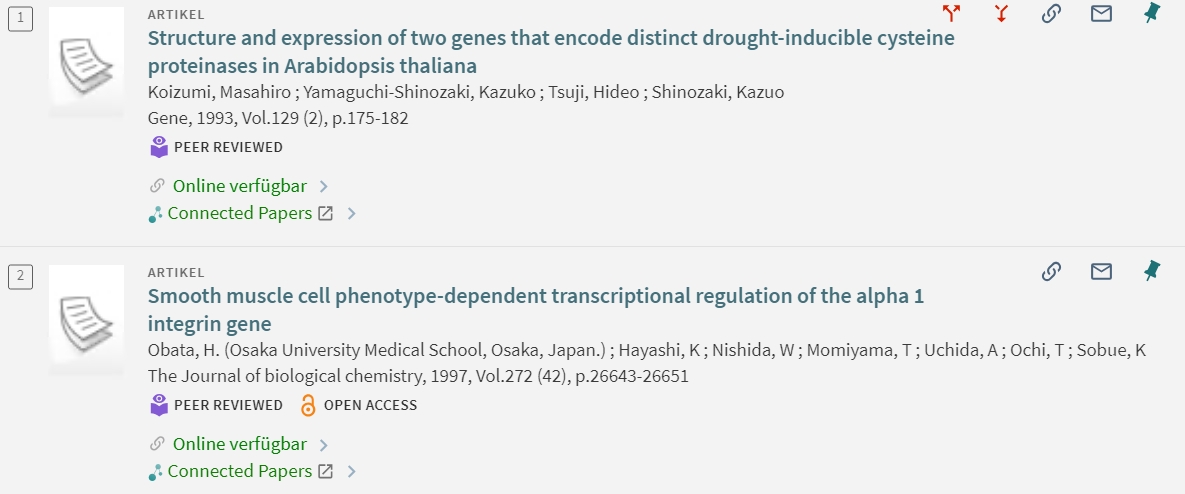 1
ARTIKEL
Structure and expression of two genes that encode distinct drought-inducible cysteine
proteinases in Arabidopsis thaliana
Koizumi, Masahiro ; Yamaguchi-Shinozaki, Kazuko ; Tsuji, Hideo ; Shinozaki, Kazuo
Gene, 1993, Vol.129 (2), p.175-182
PEER REVIEWED
Online verfügbar
Connected Papers
2
ARTIKEL
Smooth muscle cell phenotype-dependent transcriptional regulation of the alpha 1
integrin gene
Obata, H. (Osaka University Medical School, Osaka, Japan.) ; Hayashi, K ; Nishida, W ; Momiyama, T ; Uchida, A ; Ochi, T ; Sobue, K
The Journal of biological chemistry, 1997, Vol.272 (42), p.26643-26651
PEER REVIEWED OPEN ACCESS
Online verfügbar
Connected Papers